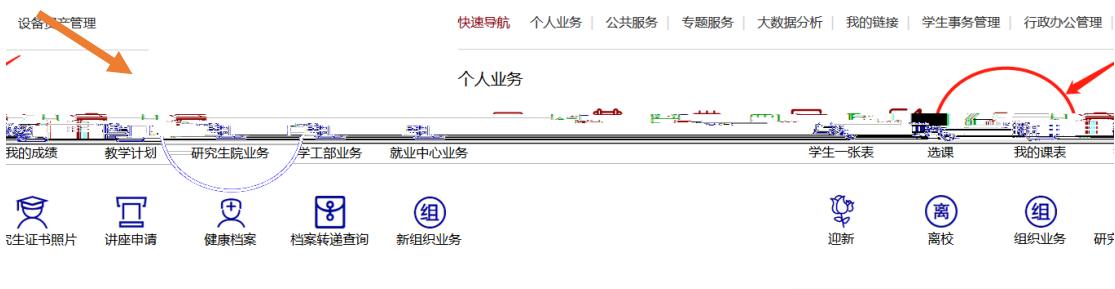 设备资产管理
快速导航 个人业务 | 公共服务 | 专题服务 | 大数据分析 | 我的链接 | 学生事务管理 | 行政办公管理 |
个人业务
我的成绩 教学计划 研究生院业务 学工部业务 就业中心业务 学生一张表 选课 我的课表
组 离 组
究生证书照片 讲座申请 健康档案 档案转递查询 新组织业务 迎新 离校 组织业务 研究